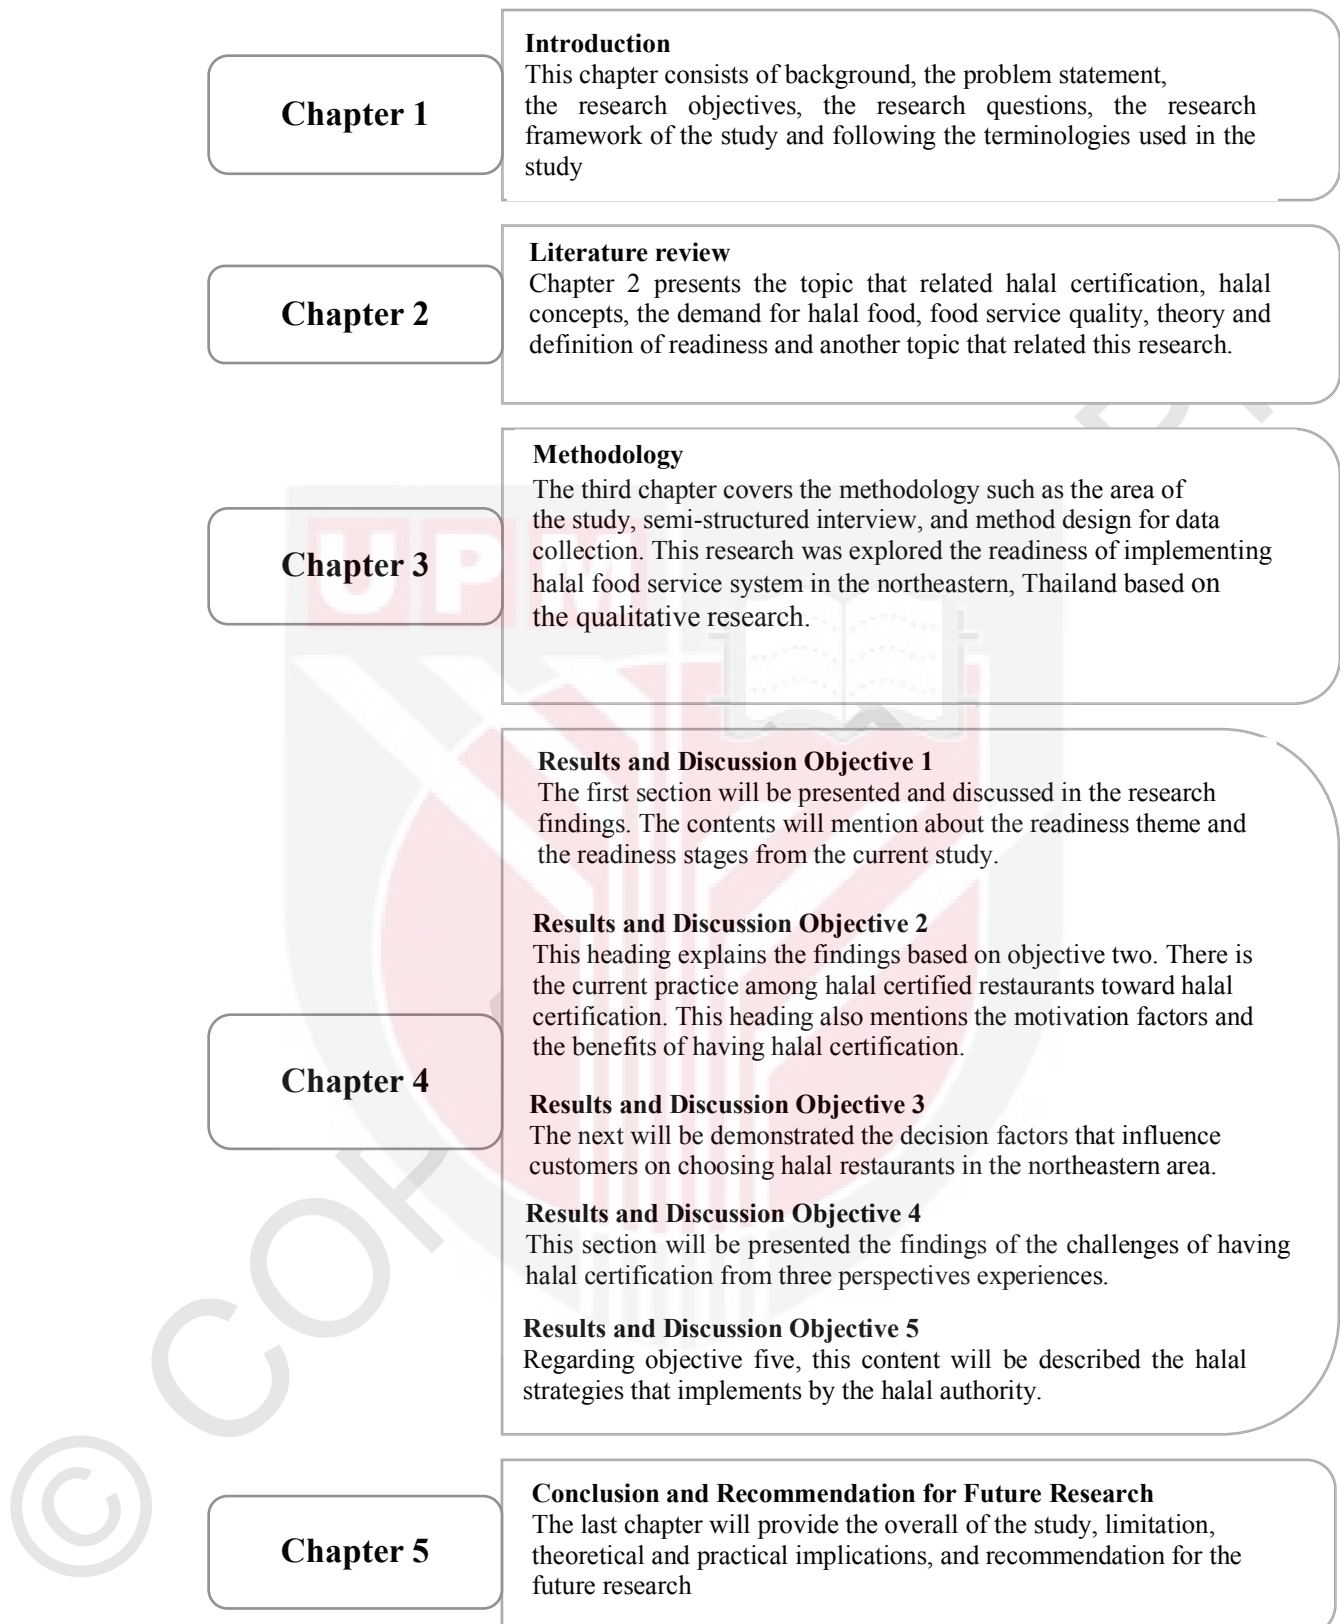 Chapter 1
Introduction
This chapter consists of background, the problem statement,
the research objectives, the research questions, the research
framework of the study and following the terminologies used in the
study
Chapter 2
Literature review
Chapter 2 presents the topic that related halal certification, halal
concepts, the demand for halal food, food service quality, theory and
definition of readiness and another topic that related this research.
Chapter 3
Methodology
The third chapter covers the methodology such as the area of
the study, semi-structured interview, and method design for data
collection. This research was explored the readiness of implementing
halal food service system in the northeastern, Thailand based on
the qualitative research.
UPM
Chapter 4
Results and Discussion Objective 1
The first section will be presented and discussed in the research
findings. The contents will mention about the readiness theme and
the readiness stages from the current study.
Results and Discussion Objective 2
This heading explains the findings based on objective two. There is
the current practice among halal certified restaurants toward halal
certification. This heading also mentions the motivation factors and
the benefits of having halal certification.
Results and Discussion Objective 3
The next will be demonstrated the decision factors that influence
customers on choosing halal restaurants in the northeastern area.
Results and Discussion Objective 4
This section will be presented the findings of the challenges of having
halal certification from three perspectives experiences.
Results and Discussion Objective 5
Regarding objective five, this content will be described the halal
strategies that implements by the halal authority.
Chapter 5
Conclusion and Recommendation for Future Research
The last chapter will provide the overall of the study, limitation,
theoretical and practical implications, and recommendation for the
future research